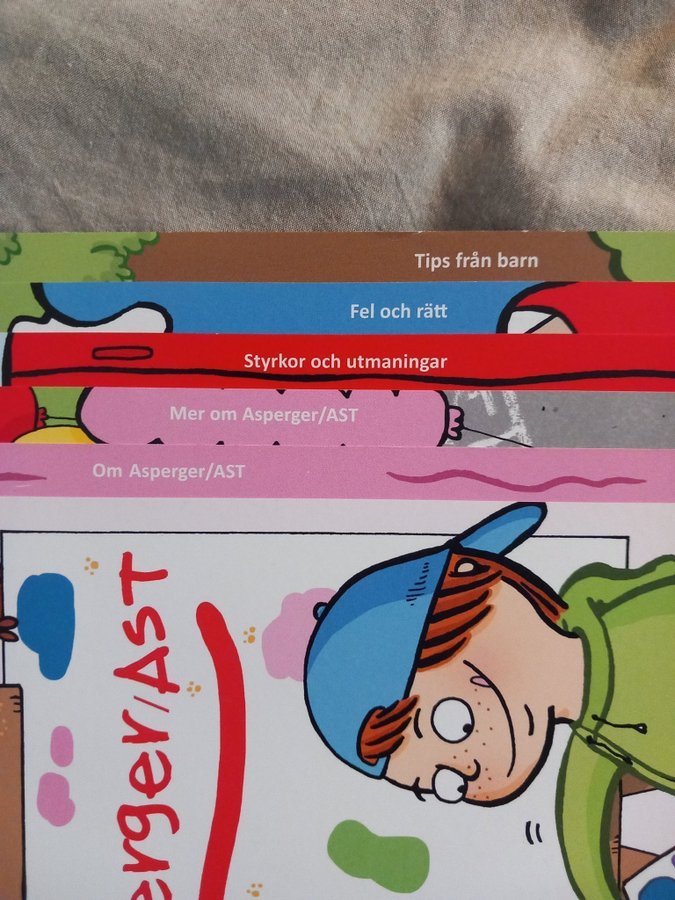 Tips från barn
Fel och rätt
Styrkor och utmaningar
Mer om Asperger/AST
Om Asperger/AST
erger/AST